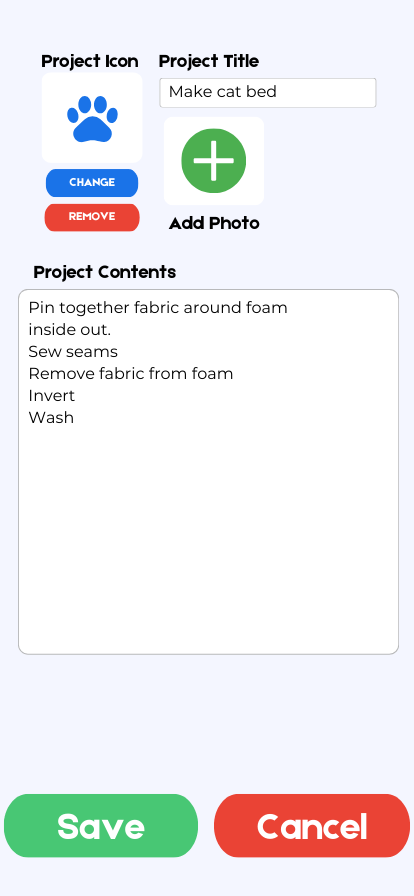 Project Icon
Project Title
Make cat bed
CHANGE
REMOVE
Add Photo
Project Contents
Pin together fabric around foam
inside out.
Sew seams
Remove fabric from foam
Invert
Wash
Save
Cancel